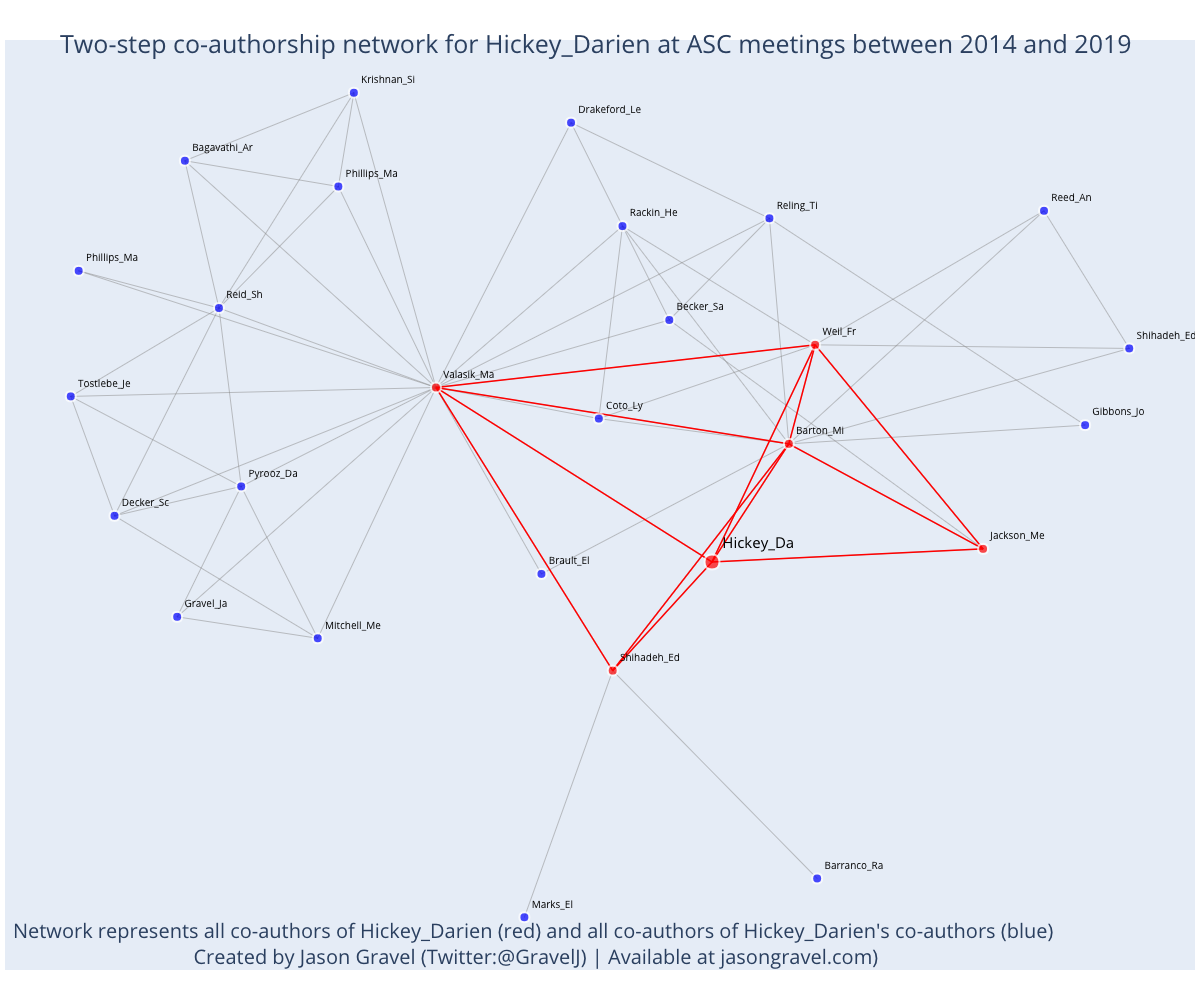 Two-step co-authorship network for Hickey_Darien at ASC meetings between 2014 and 2019
Krishnan_Si
Drakeford_Le
Bagavathi_Ar
Phillips_Ma
Reed_An
Reling_Ti
Rackin_He
Phillips_Ma
Reid_Sh
Becker_Sa
Weil_Fr
Shihadeh_Ed
Valasik_Ma
Tostlebe_Je
Coto_Ly
Gibbons_Jo
Barton_Mi
Pyrooz_Da
Decker_Sc
Jackson_Me
Hickey_Da
Brault_El
Gravel_Ja
Mitchell_Me
Shihadeh_Ed
Barranco_Ra
Marks_El
Network represents all co-authors of Hickey_Darien (red) and all co-authors of Hickey_Darien's co-authors (blue)
Created by Jason Gravel (Twitter:@GravelJ) | Available at jasongravel.com)